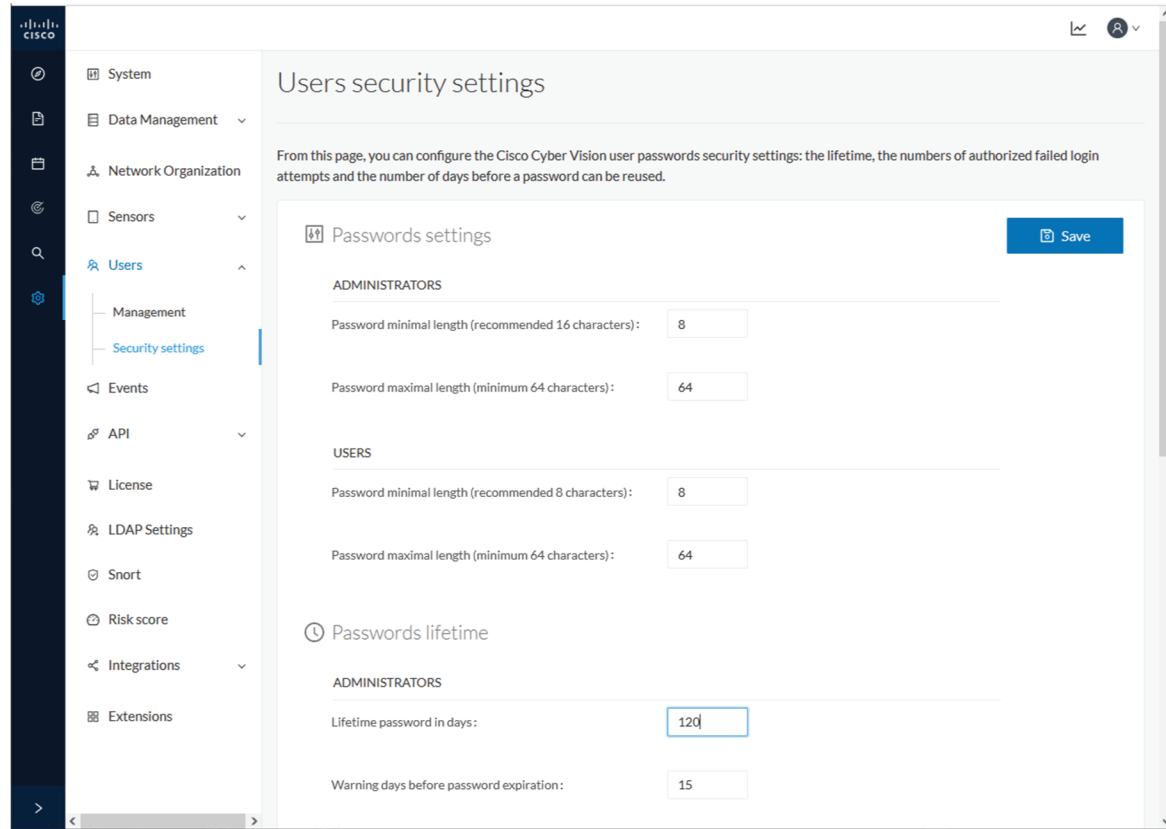 CISCO
System
Data Management
Network Organization
Sensors
Users
Management
Security settings
Events
API
License
LDAP Settings
Snort
Risk score
Integrations
Extensions
Users security settings
From this page, you can configure the Cisco Cyber Vision user passwords security settings: the lifetime, the numbers of authorized failed login
attempts and the number of days before a password can be reused.
Passwords settings
Save
ADMINISTRATORS
Password minimal length (recommended 16 characters) : 8
Password maximal length (minimum 64 characters) : 64
USERS
Password minimal length (recommended 8 characters) : 8
Password maximal length (minimum 64 characters) : 64
Passwords lifetime
ADMINISTRATORS
Lifetime password in days : 120
Warning days before password expiration : 15